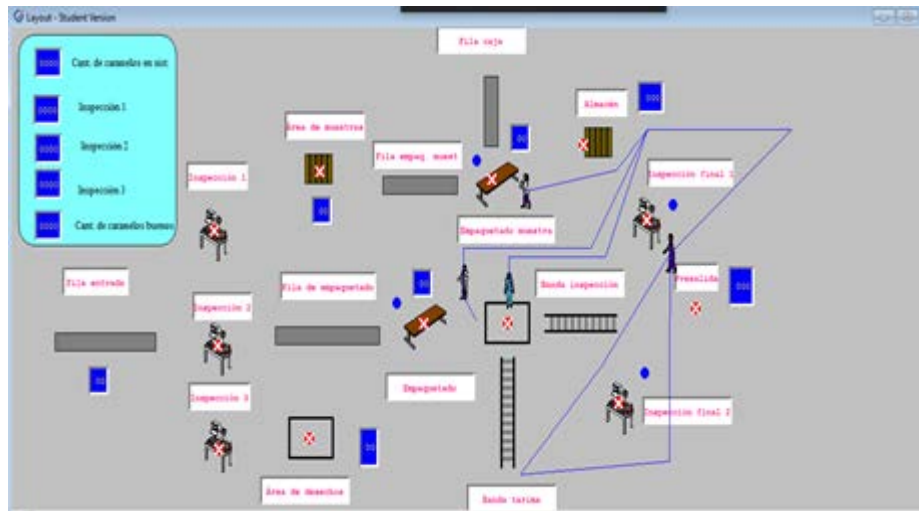 Layout - Student Version
Fila caja
Cant. de caramelos en sist.
Inspección 1
Inspección 2
Inspección 3
Cant. de caramelos buenos
Almacén
Área de muestras
Fila empaq. muest
Inspección 1
Inspección final 1
Empaquetado muestra
Fila entrada
Fila de empaquetado
Banda inspección
Presalida
Inspección 2
Inspección 3
Empaquetado
Inspección final 2
Área de desechos
Banda tarima